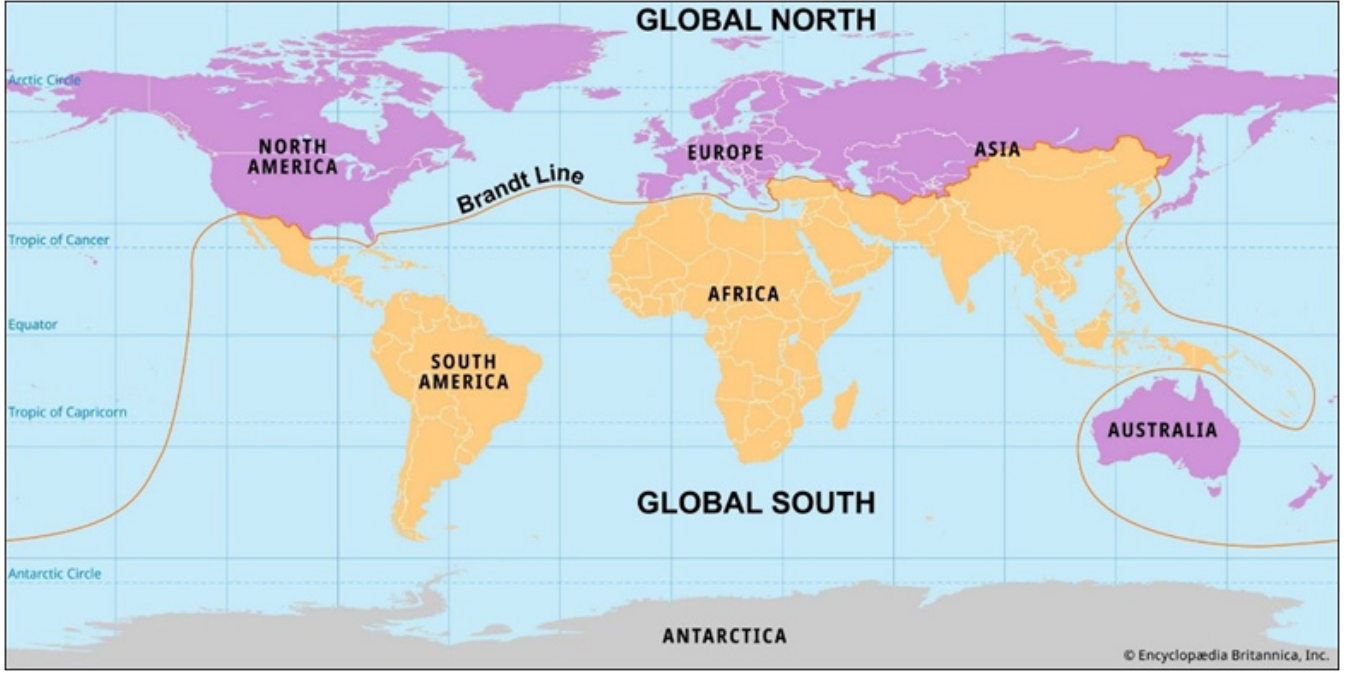 GLOBAL NORTH
Arctic Circle
NORTH
AMERICA
EUROPE
ASIA
Brandt Line
Tropic of Cancer
AFRICA
Equator
SOUTH
AMERICA
Tropic of Capricorn
AUSTRALIA
GLOBAL SOUTH
Antarctic Circle
ANTARCTICA
© Encyclopædia Britannica, Inc.